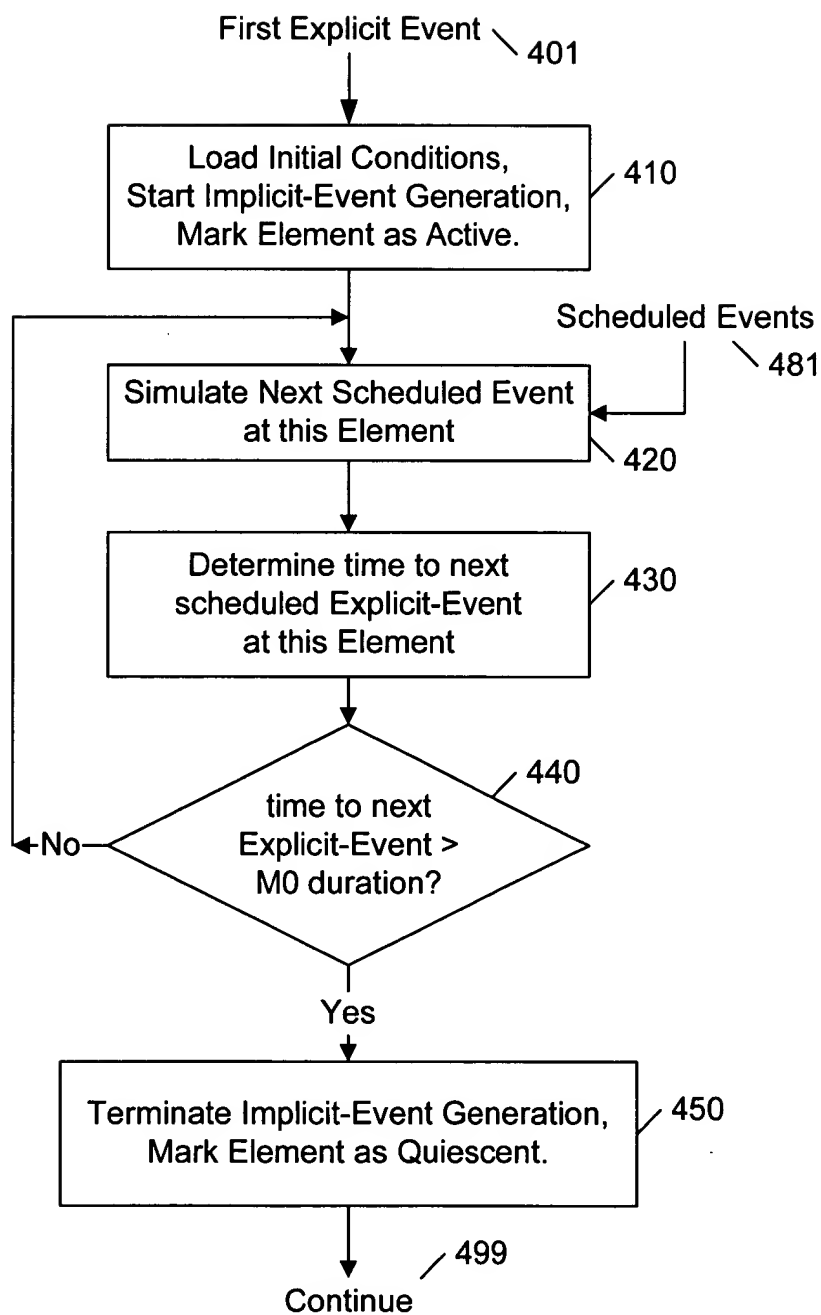 First Explicit Event
401
Load Initial Conditions,
Start Implicit-Event Generation,
Mark Element as Active.
410
Scheduled Events
481
Simulate Next Scheduled Event
at this Element
420
Determine time to next
scheduled Explicit-Event
at this Element
430
440
time to next
Explicit-Event >
M0 duration?
No
Yes
Terminate Implicit-Event Generation,
Mark Element as Quiescent.
450
499
Continue